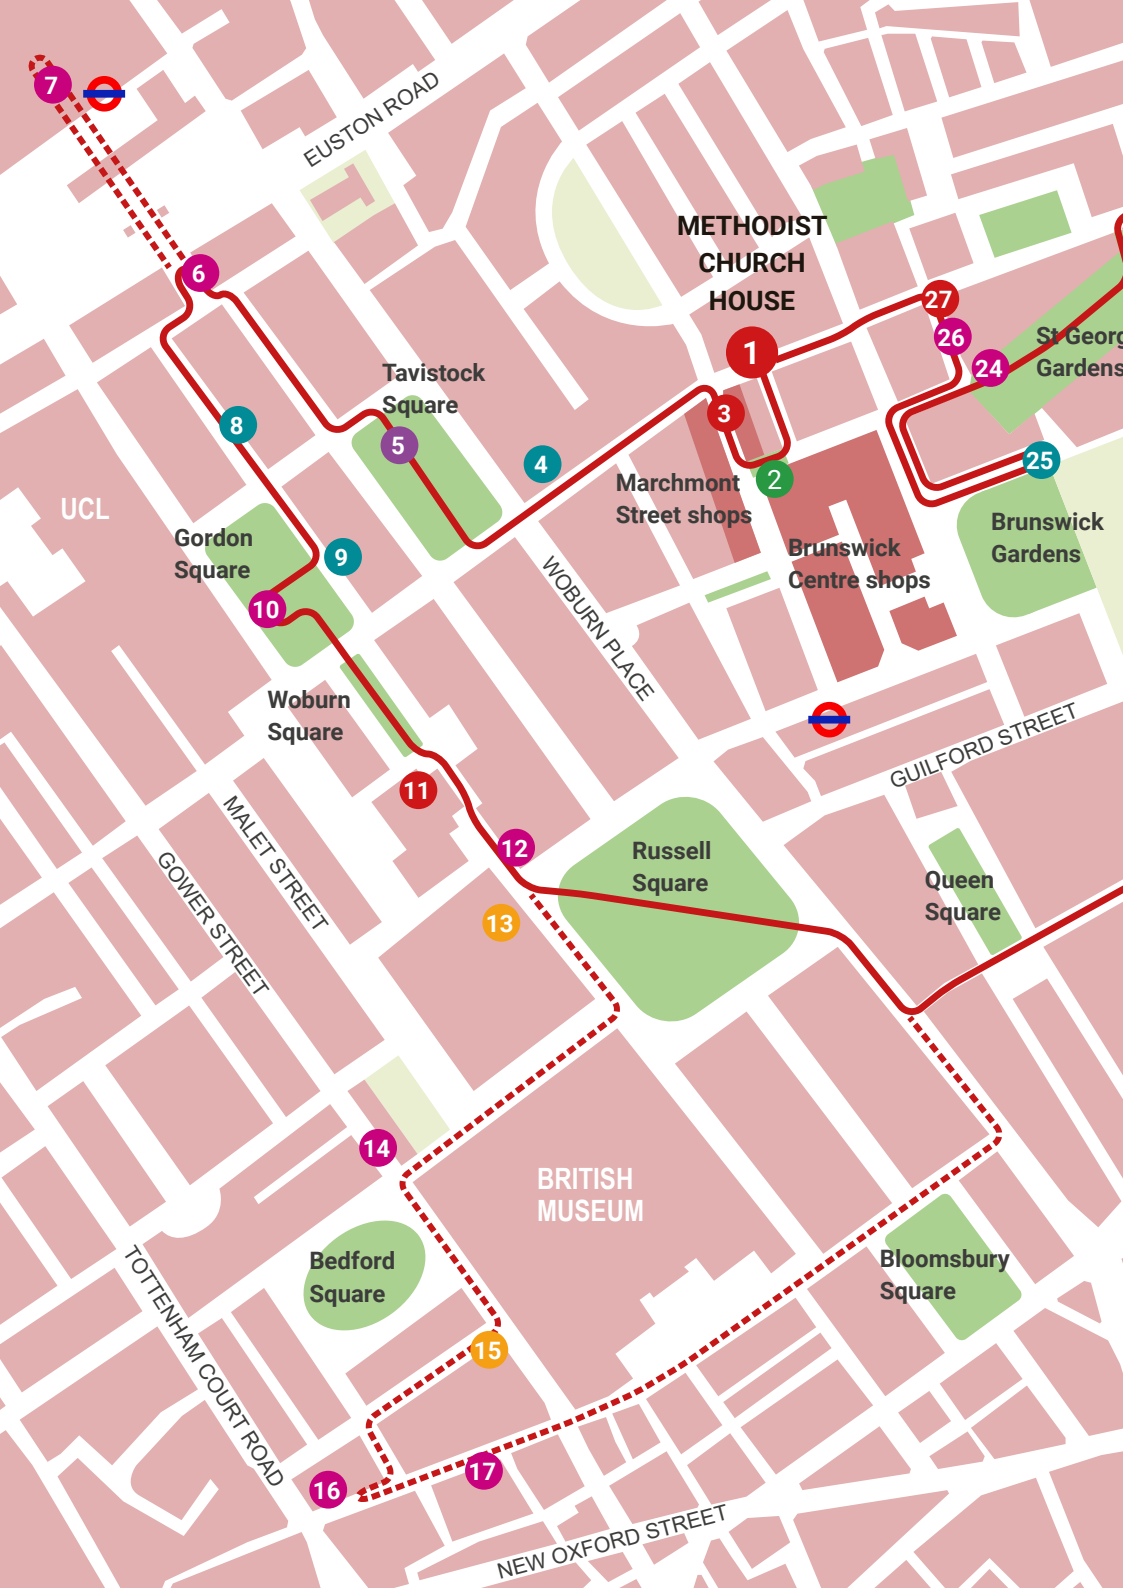 7
EUSTON ROAD
METHODIST
CHURCH
HOUSE
6
27
26
1
St Georg
Gardens
24
Tavistock
Square
3
8
5
4
25
2
Marchmont
Street shops
UCL
Gordon
Square
Brunswick
Gardens
Brunswick
Centre shops
9
WOBURN PLACE
10
Woburn
Square
GUILFORD STREET
11
MALET STREET
12
Russell
Square
GOWER STREET
Queen
Square
13
14
BRITISH
MUSEUM
Bedford
Square
Bloomsbury
Square
TOTTENHAM COURT ROAD
15
17
16
NEW OXFORD STREET